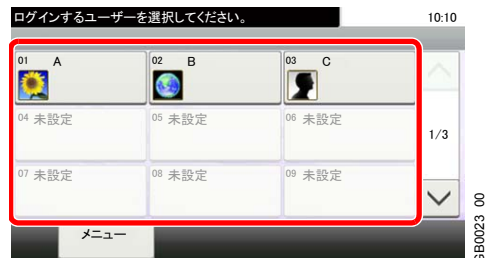 ログインするユーザーを選択してください。 10:10
01 A 02 B 03 C
04 未設定 05 未設定 06 未設定
1/3
07 未設定 08 未設定 09 未設定
メニュー
GB0023 00